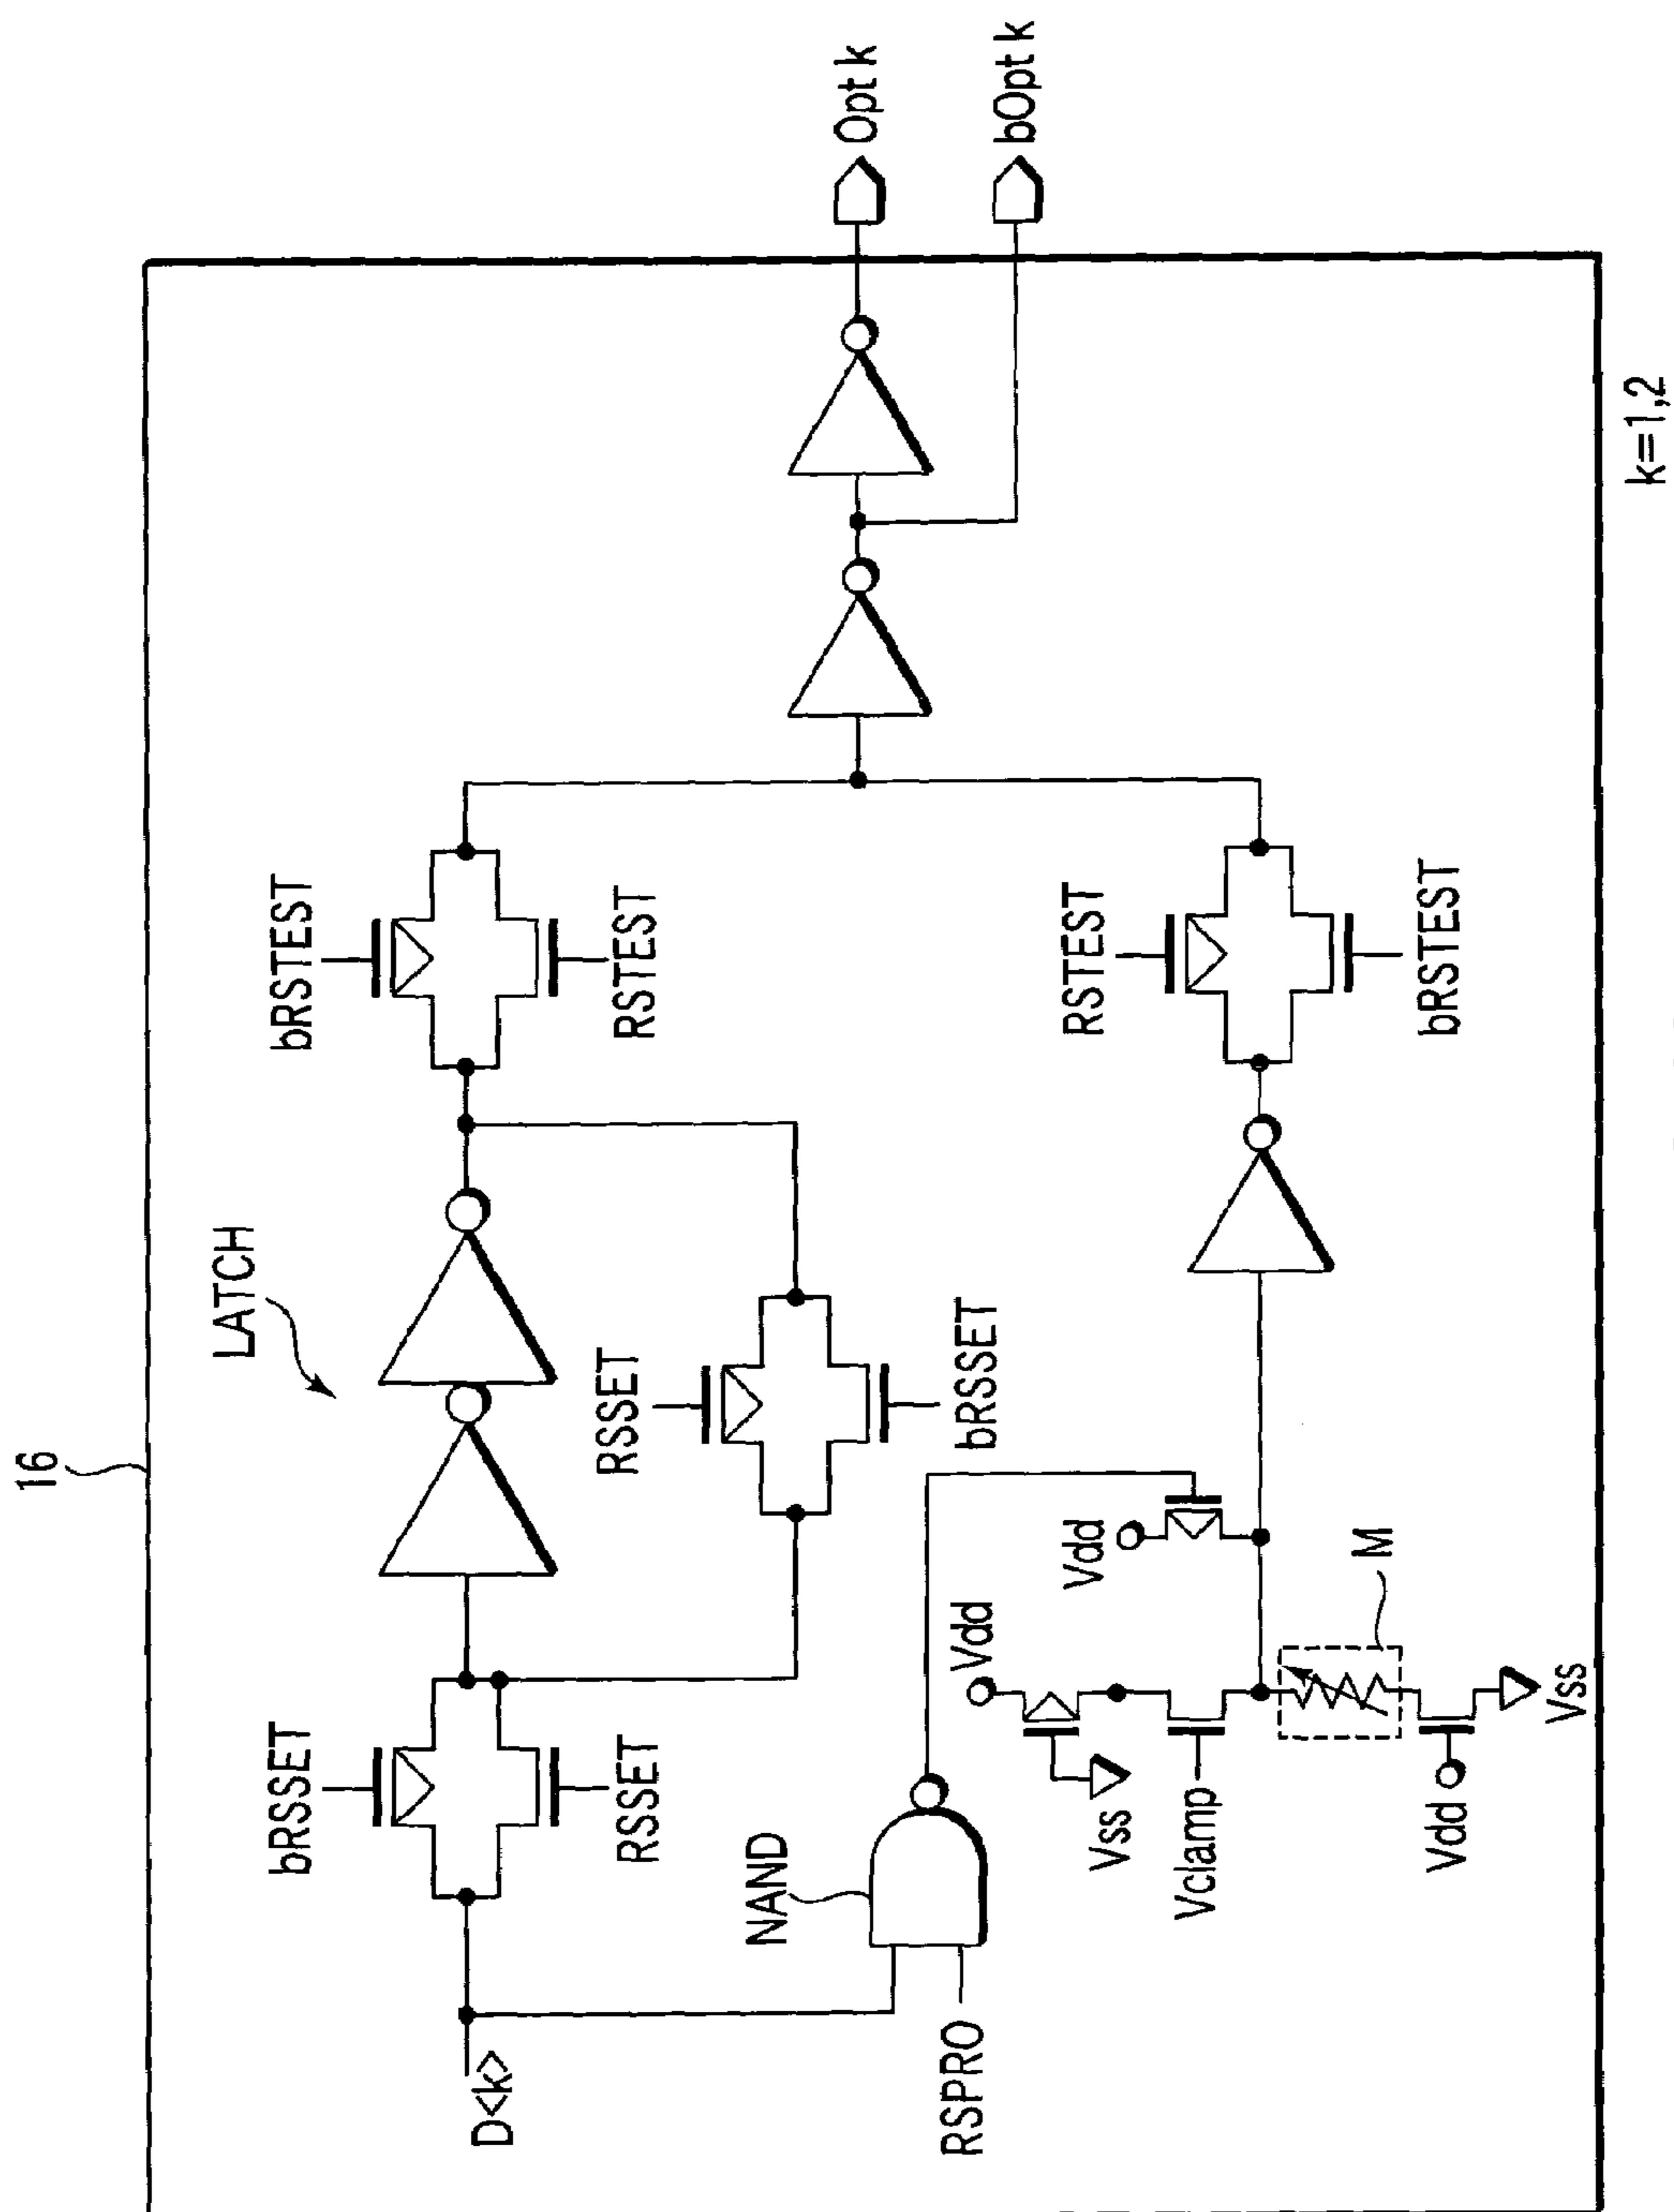 16
LATCH
bRSSET
RSSET
bRSTEST
RSTEST
RSSET
bRSSET
D<k>
NAND
RSPRO
Vdd
Vdd
Vss
Vclamp
Vdd
M
Vss
RSTEST
bRSTEST
Opt k
bOpt k
k=1,2